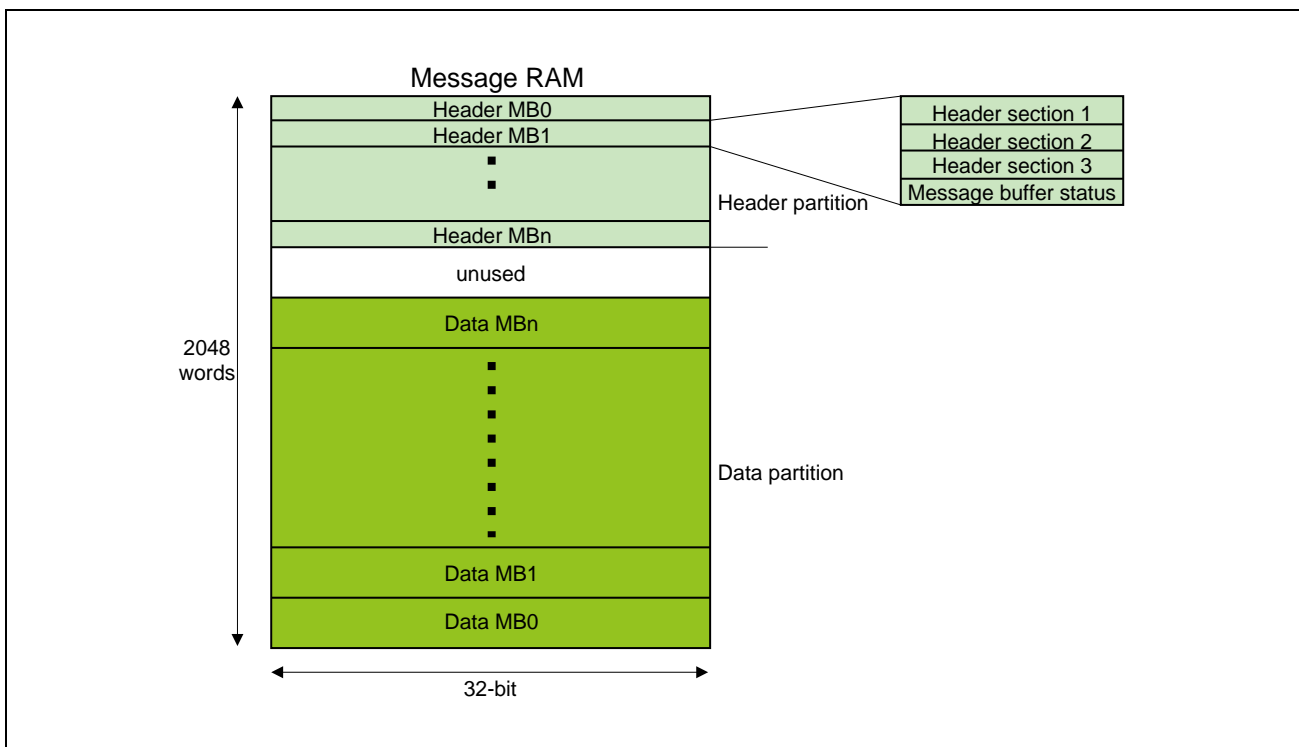 Message RAM
Header MB0
Header MB1
Header MBn
unused
Data MBn
Data MB1
Data MB0
2048
words
32-bit
Header partition
Data partition
Header section 1
Header section 2
Header section 3
Message buffer status